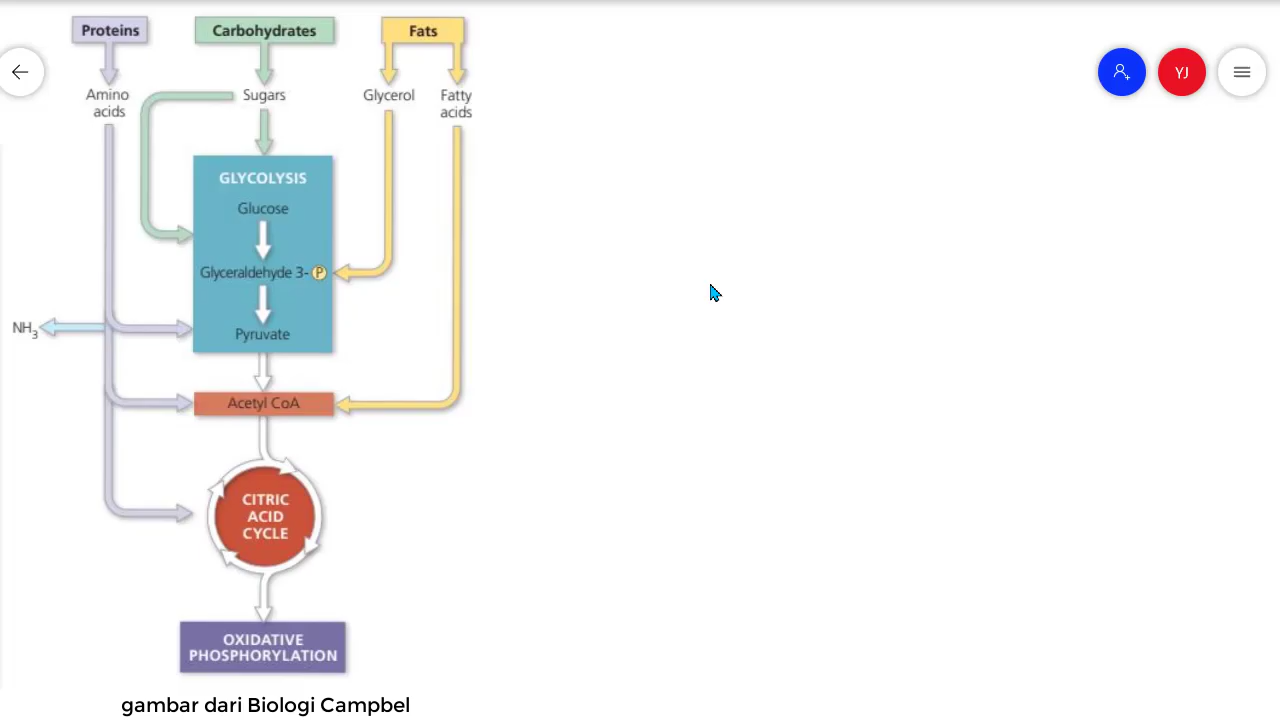 Proteins
Carbohydrates
Fats
YJ
Amino
acids
Sugars
Glycerol
Fatty
acids
GLYCOLYSIS
Glucose
Glyceraldehyde 3- P
NH3
Pyruvate
Acetyl CoA
CITRIC
ACID
CYCLE
OXIDATIVE
PHOSPHORYLATION
gambar dari Biologi Campbel